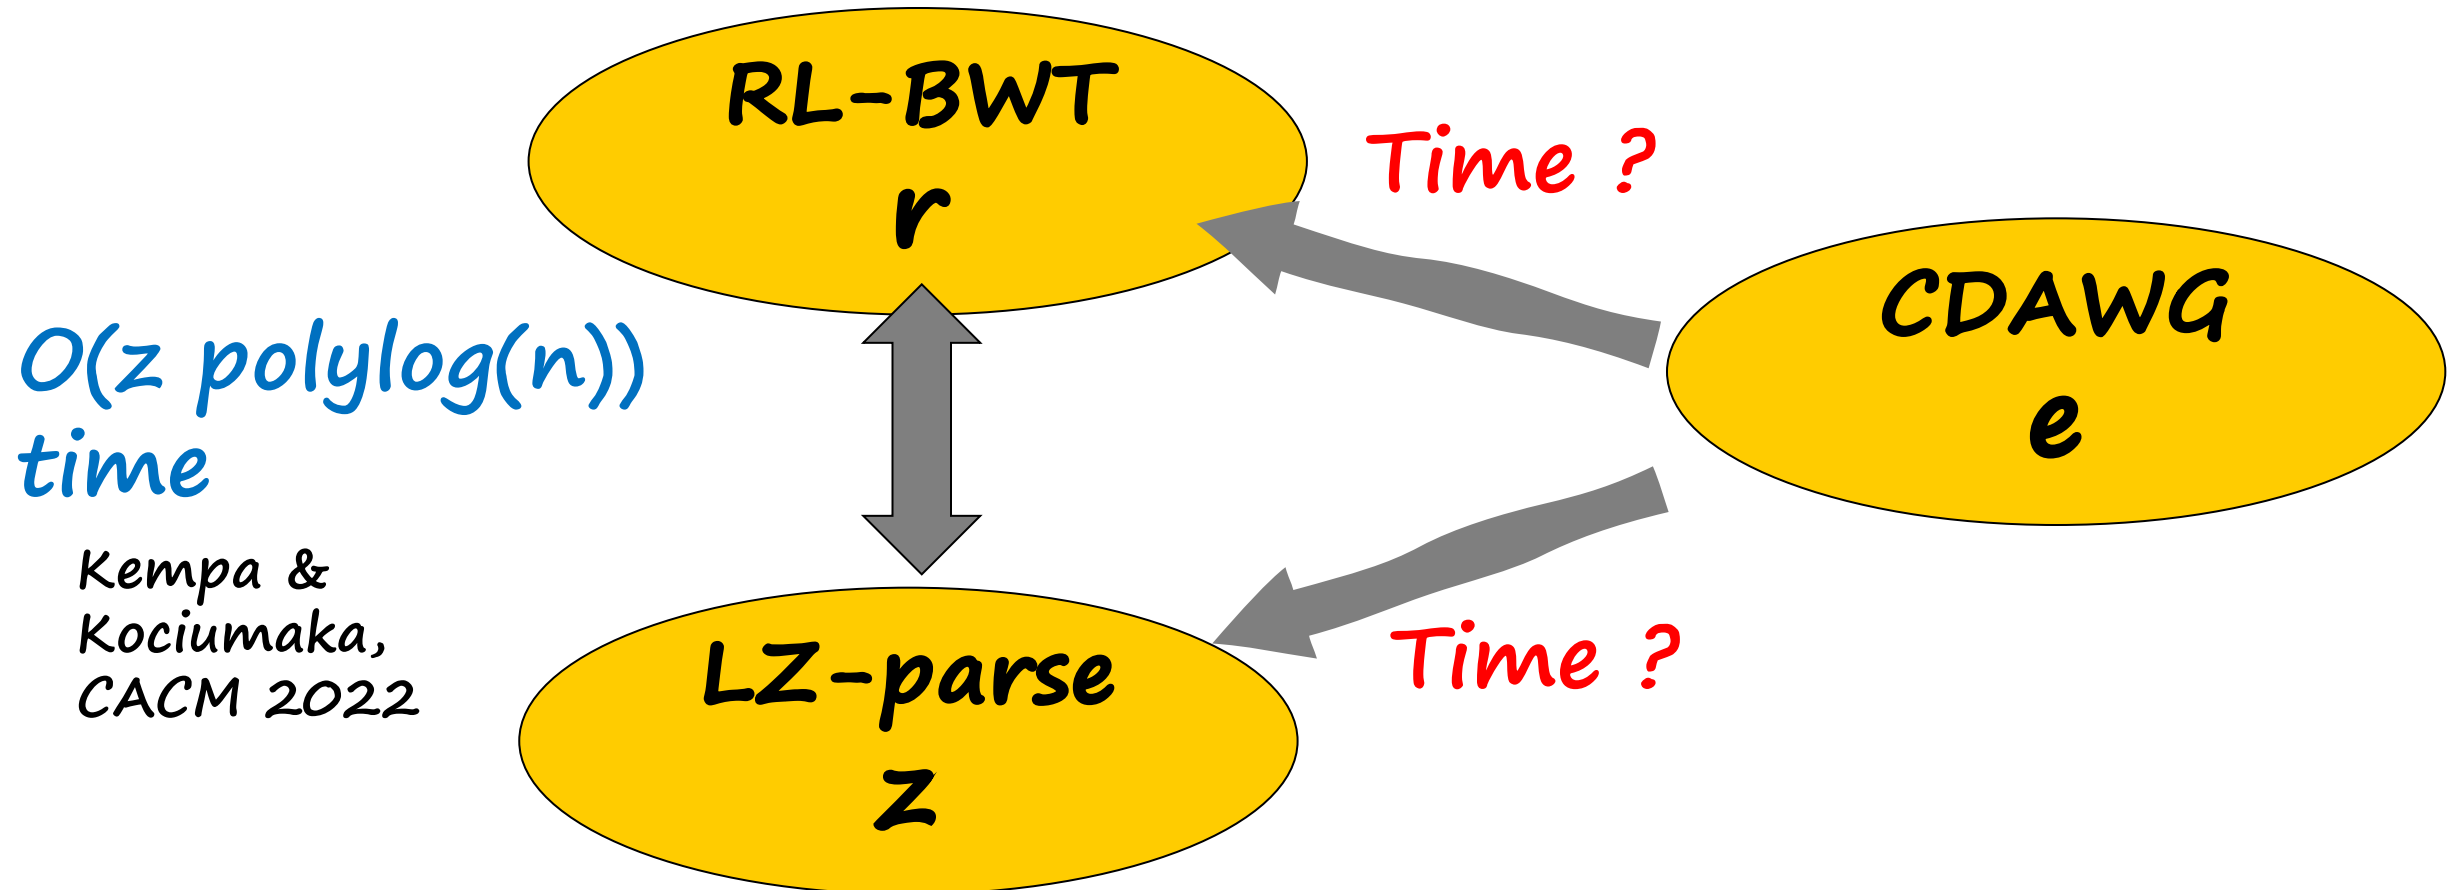 RL-BWT
r
Time ?
CDAWG
e
O(z polylog(n))
time
Kempa &
Kociumaka,
CACM 2022
LZ-parse
z
Time ?